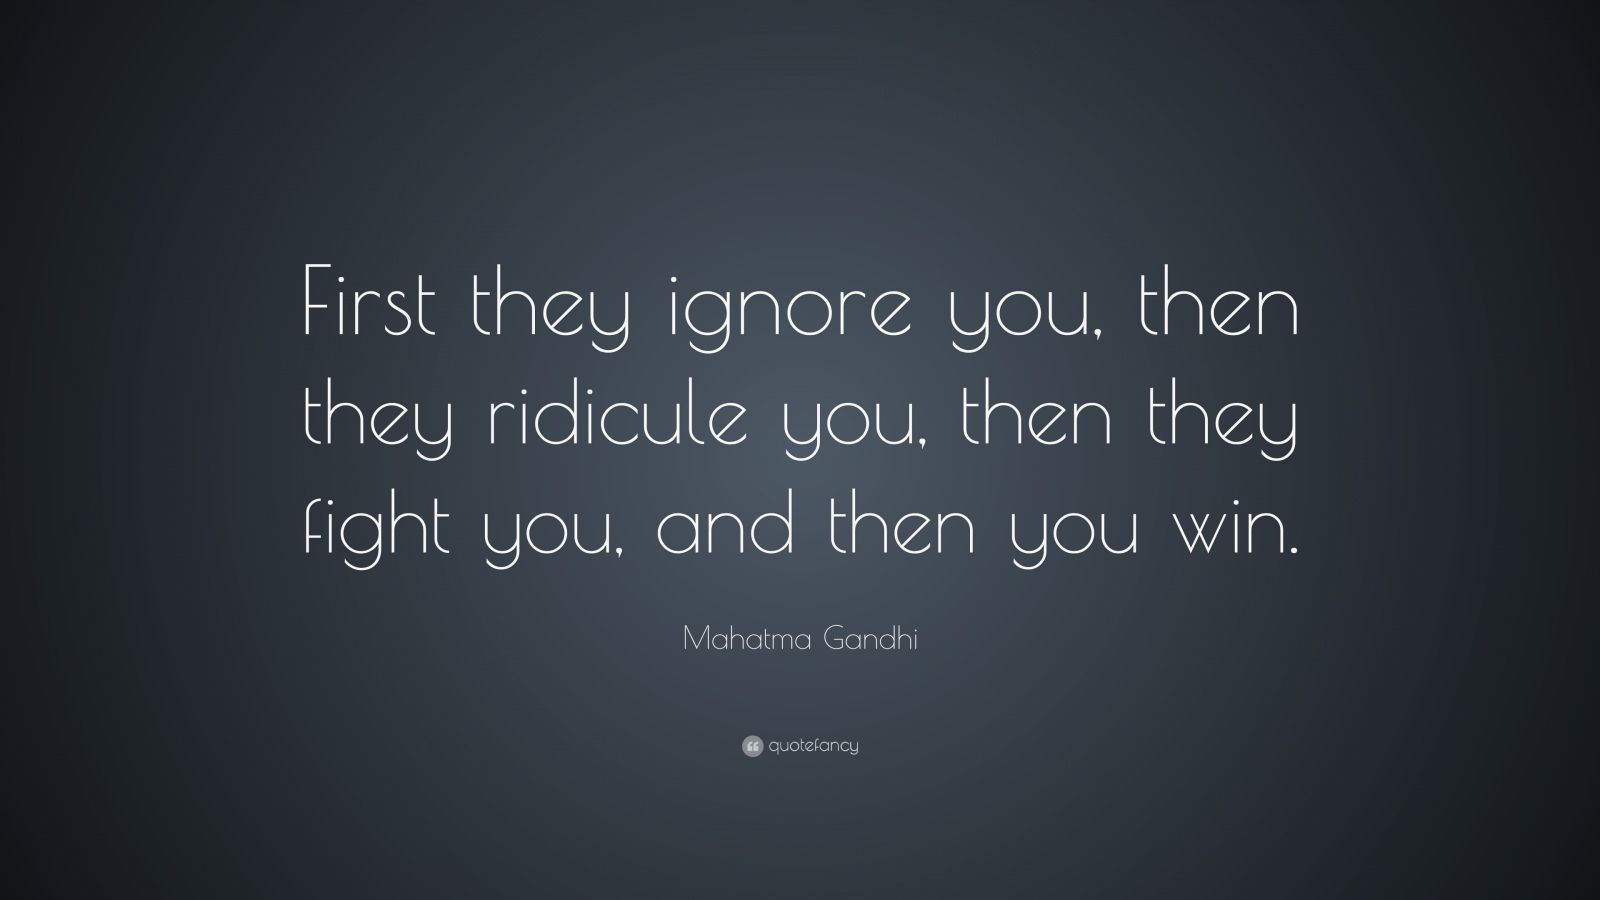 First they ignore you, then
they ridicule you, then they
fight you, and then you win.
Mahatma Gandhi
quotefancy